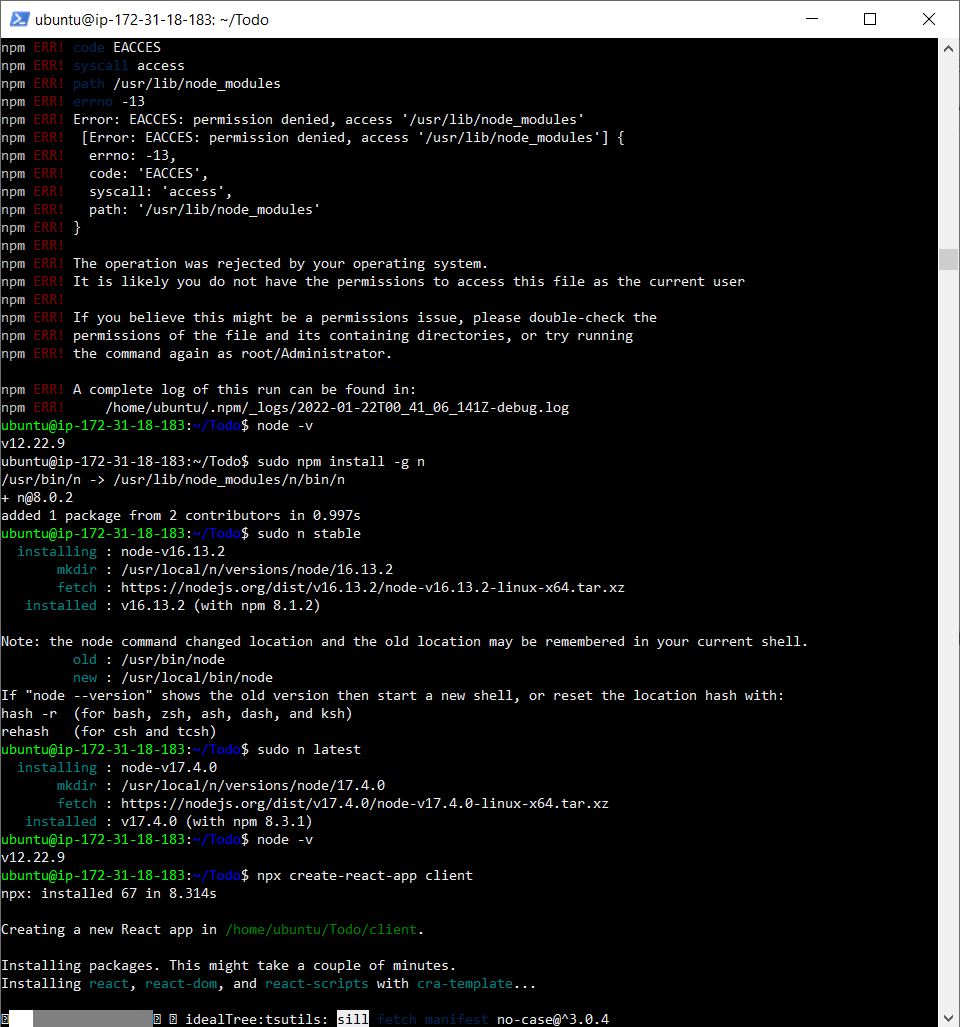 ubuntu@ip-172-31-18-183: ~/Todo
npm ERR! code EACCES
npm ERR! syscall access
npm ERR! path /usr/lib/node_modules
npm ERR! errno -13
npm ERR! Error: EACCES: permission denied, access '/usr/lib/node_modules'
npm ERR!  [Error: EACCES: permission denied, access '/usr/lib/node_modules'] {
npm ERR!   errno: -13,
npm ERR!   code: 'EACCES',
npm ERR!   syscall: 'access',
npm ERR!   path: '/usr/lib/node_modules'
npm ERR! }
npm ERR!
npm ERR! The operation was rejected by your operating system.
npm ERR! It is likely you do not have the permissions to access this file as the current user
npm ERR!
npm ERR! If you believe this might be a permissions issue, please double-check the
npm ERR! permissions of the file and its containing directories, or try running
npm ERR! the command again as root/Administrator.
npm ERR! A complete log of this run can be found in:
npm ERR!     /home/ubuntu/.npm/_logs/2022-01-22T00_41_06_141Z-debug.log
ubuntu@ip-172-31-18-183:~/Todo$ node -v
v12.22.9
ubuntu@ip-172-31-18-183:~/Todo$ sudo npm install -g n
/usr/bin/n -> /usr/lib/node_modules/n/bin/n
+ n@8.0.2
added 1 package from 2 contributors in 0.997s
ubuntu@ip-172-31-18-183:~/Todo$ sudo n stable
  installing : node-v16.13.2
       mkdir : /usr/local/n/versions/node/16.13.2
       fetch : https://nodejs.org/dist/v16.13.2/node-v16.13.2-linux-x64.tar.xz
   installed : v16.13.2 (with npm 8.1.2)
Note: the node command changed location and the old location may be remembered in your current shell.
         old : /usr/bin/node
         new : /usr/local/bin/node
If "node --version" shows the old version then start a new shell, or reset the location hash with:
hash -r  (for bash, zsh, ash, dash, and ksh)
rehash   (for csh and tcsh)
ubuntu@ip-172-31-18-183:~/Todo$ sudo n latest
  installing : node-v17.4.0
       mkdir : /usr/local/n/versions/node/17.4.0
       fetch : https://nodejs.org/dist/v17.4.0/node-v17.4.0-linux-x64.tar.xz
   installed : v17.4.0 (with npm 8.3.1)
ubuntu@ip-172-31-18-183:~/Todo$ node -v
v12.22.9
ubuntu@ip-172-31-18-183:~/Todo$ npx create-react-app client
npx: installed 67 in 8.314s
Creating a new React app in /home/ubuntu/Todo/client.
Installing packages. This might take a couple of minutes.
Installing react, react-dom, and react-scripts with cra-template...
idealTree:tsutils: sill fetch manifest no-case@^3.0.4